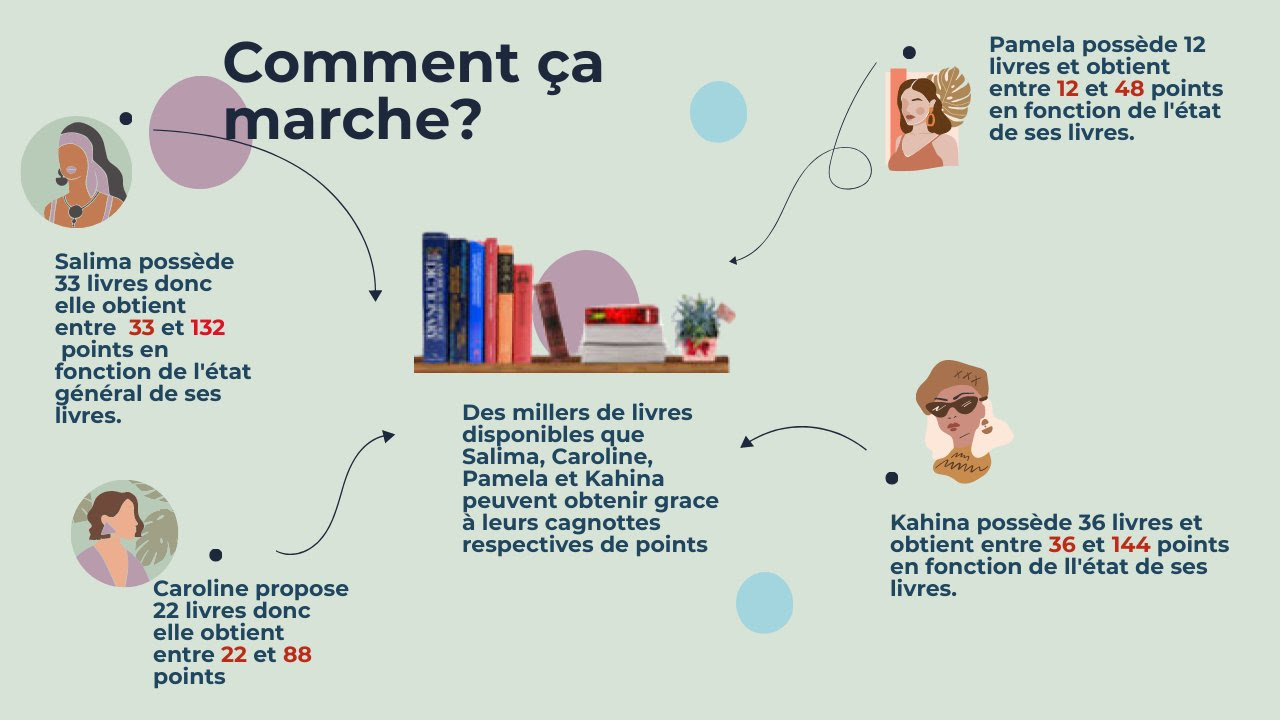 Comment ça
marche?
Pamela possède 12
livres et obtient
entre 12 et 48 points
en fonction de l'état
de ses livres.
Salima possède
33 livres donc
elle obtient
entre 33 et 132
points en
fonction de l'état
général de ses
livres.
DICTIONARY
Des millers de livres
disponibles que
Salima, Caroline,
Pamela et Kahina
peuvent obtenir grace
à leurs cagnottes
respectives de points
Kahina possède 36 livres et
obtient entre 36 et 144 points
en fonction de ll'état de ses
livres.
Caroline propose
22 livres donc
elle obtient
entre 22 et 88
points